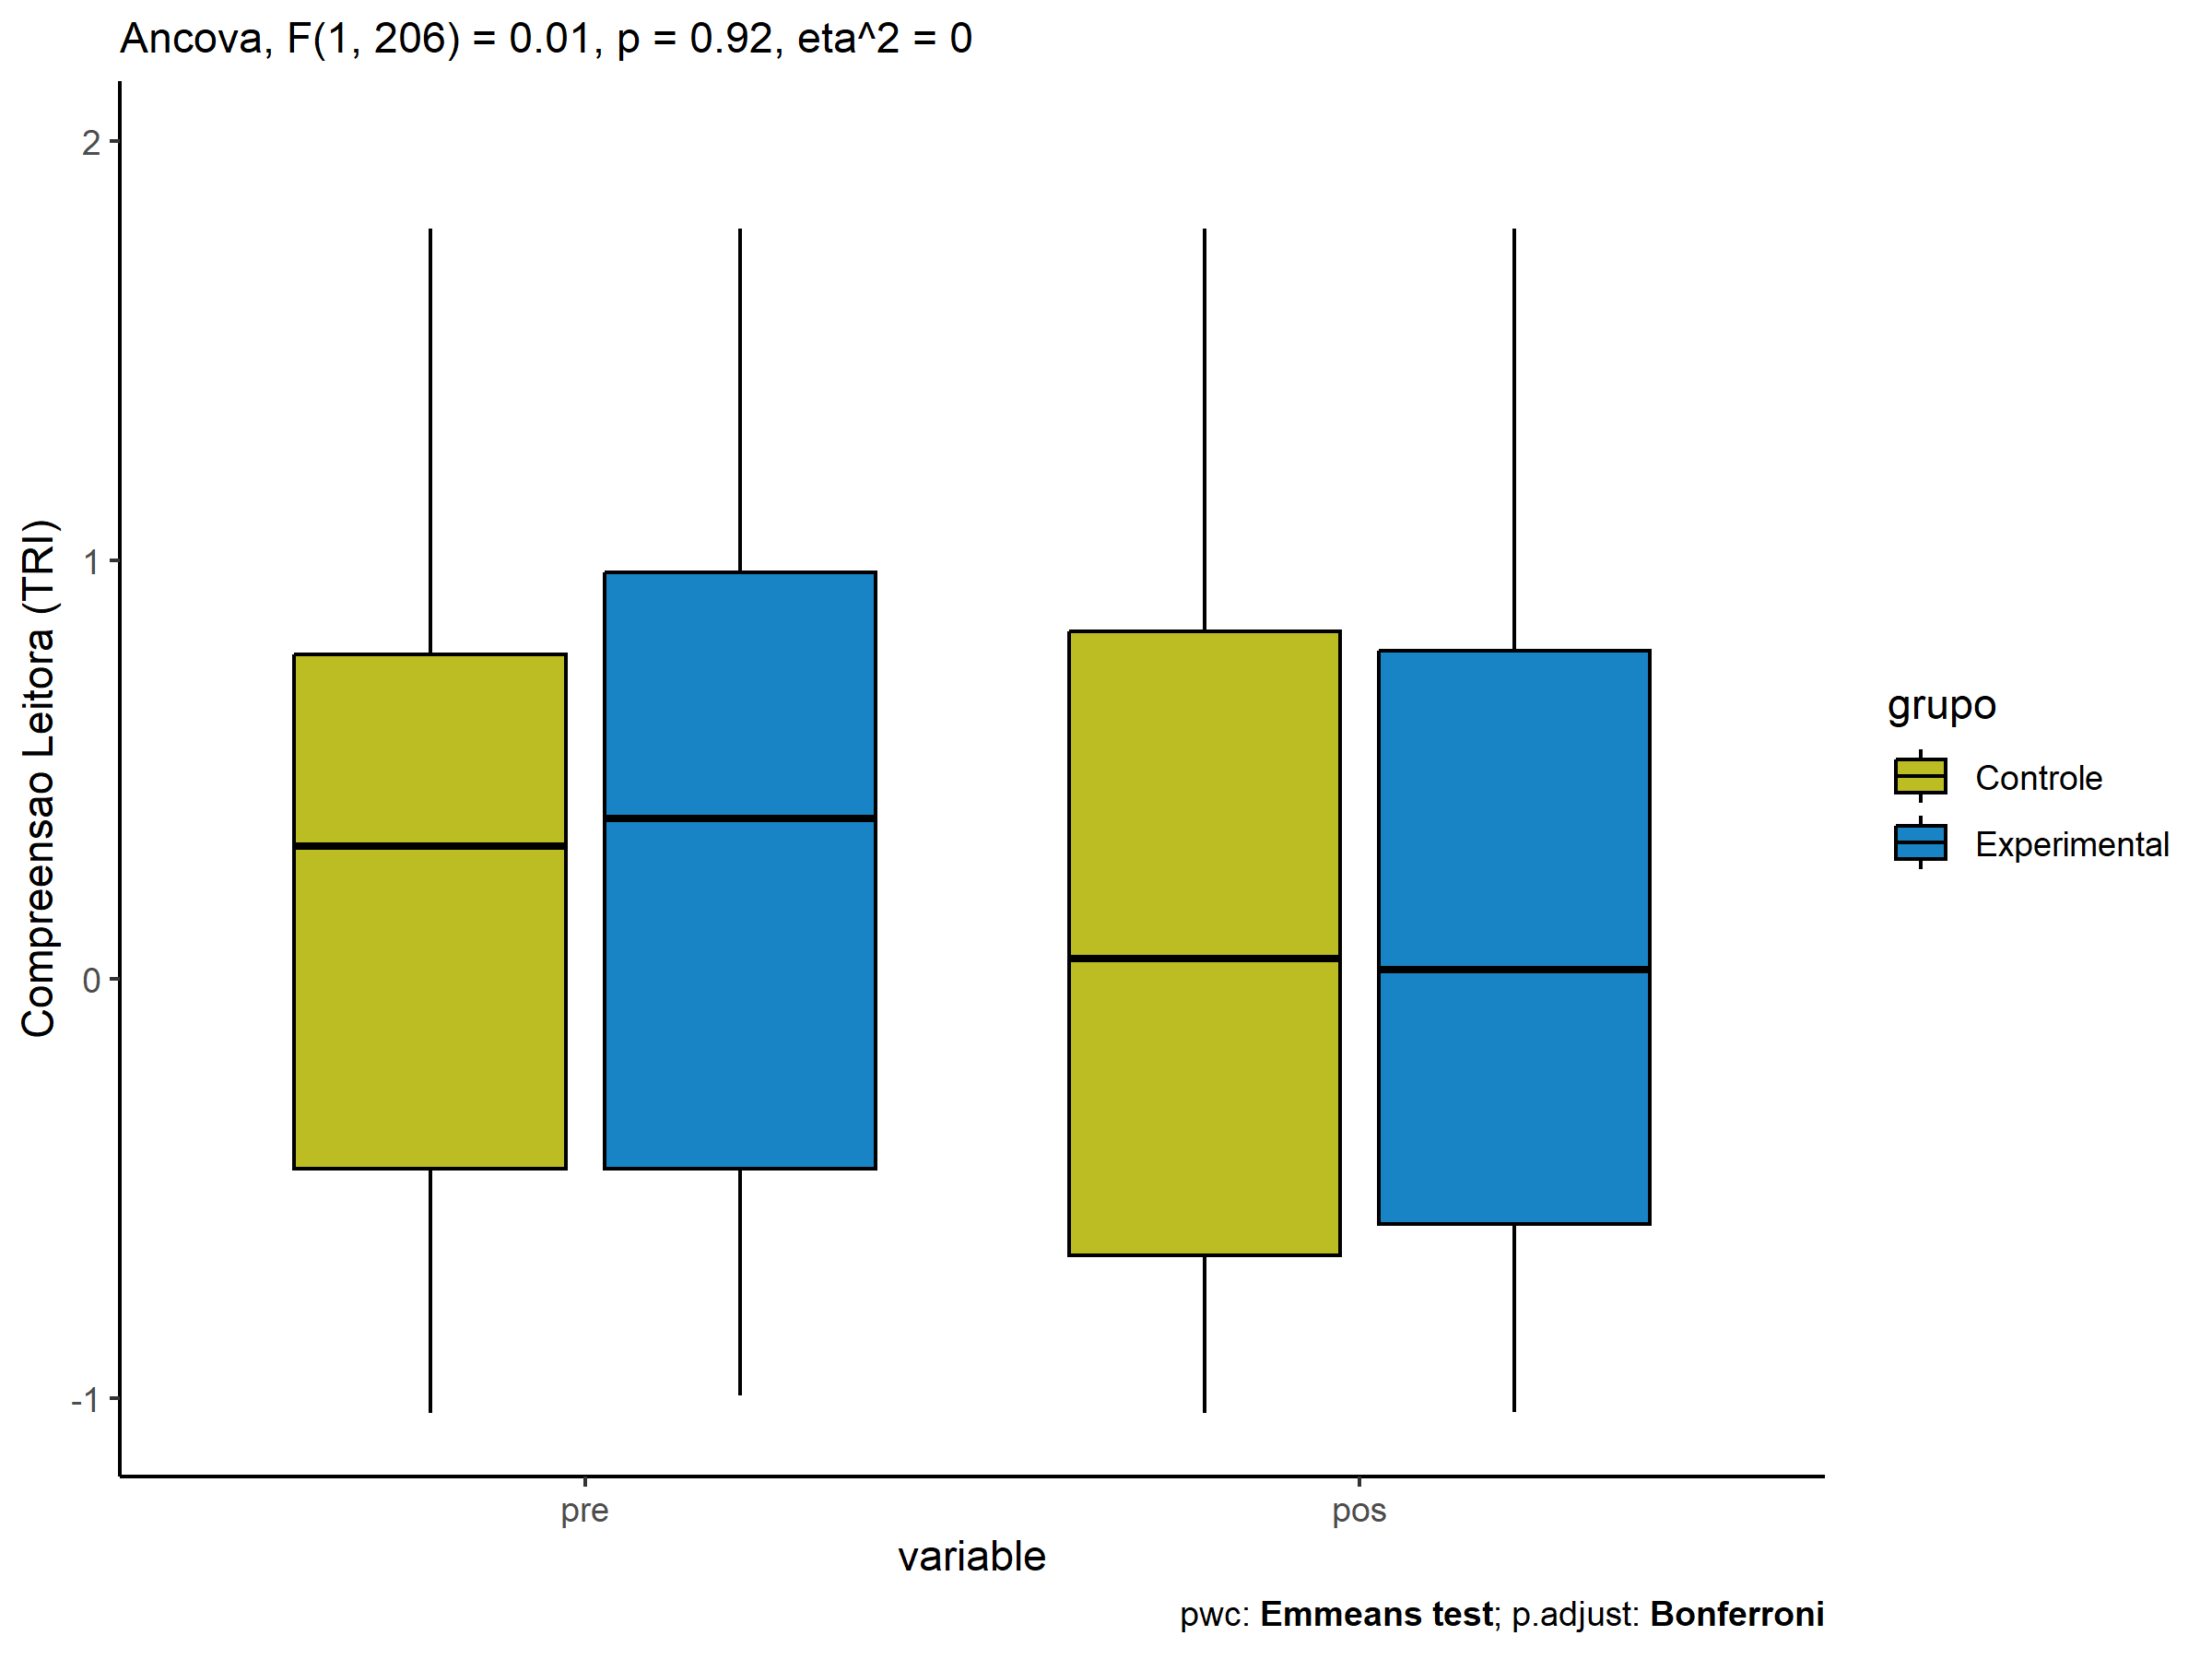 Ancova, F(1, 206) = 0.01, p = 0.92, eta^2 = 0
Compreensao Leitora (TRI)
2
1
0
-1
pre
pos
variable
grupo
Controle
Experimental
pwc: Emmeans test; p.adjust: Bonferroni